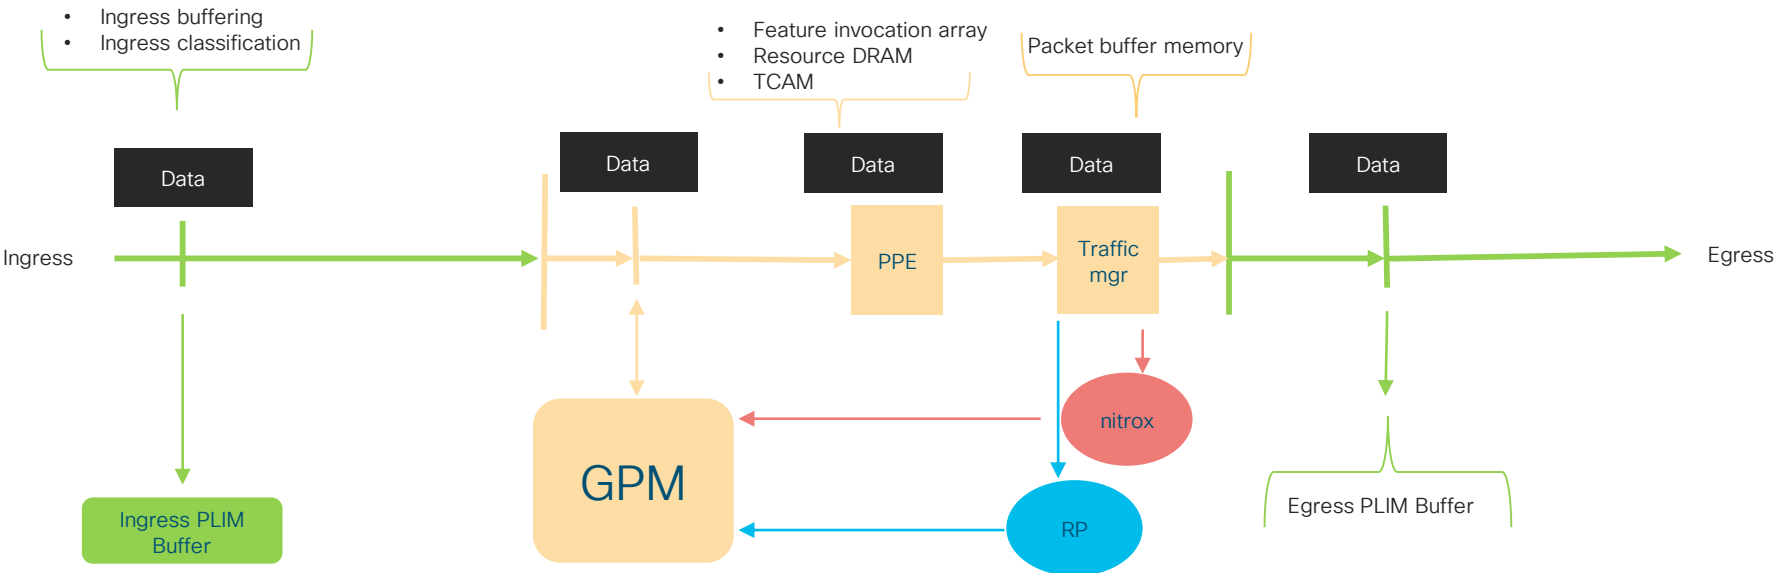 • Ingress buffering
• Ingress classification
• Feature invocation array
• Resource DRAM
• TCAM
Packet buffer memory
Data
Data
Data
Data
Data
Ingress
PPE
Traffic
mgr
Egress
nitrox
GPM
RP
Ingress PLIM
Buffer
Egress PLIM Buffer